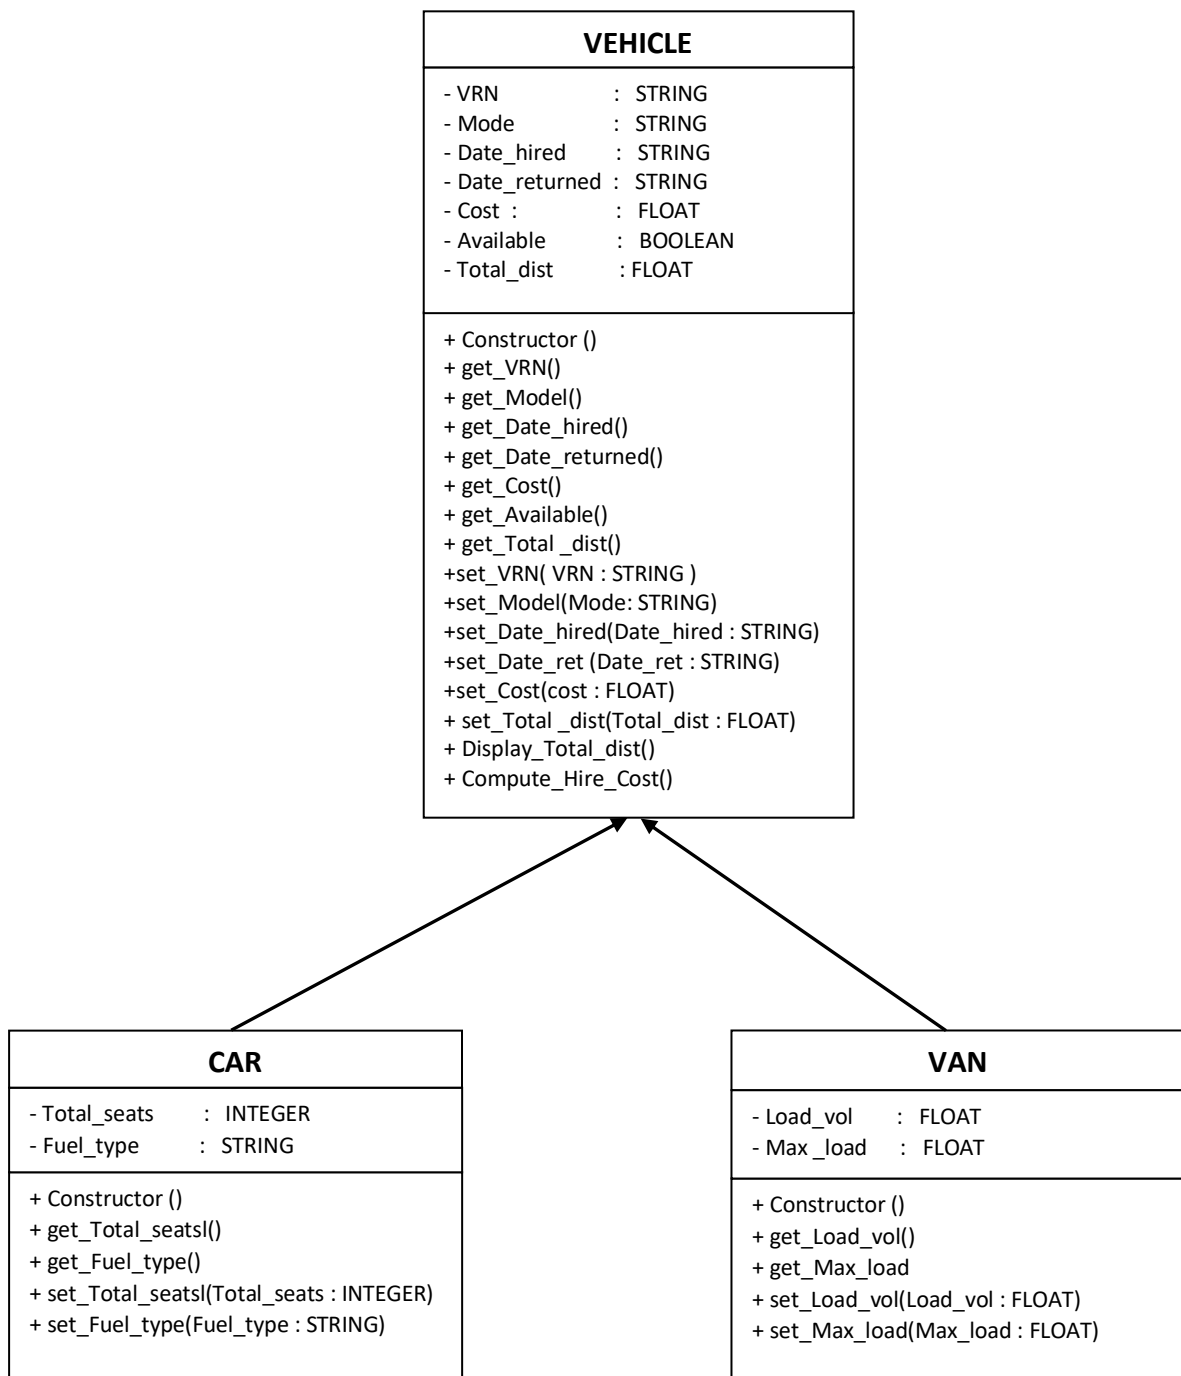 VEHICLE
- VRN : STRING
- Mode : STRING
- Date_hired : STRING
- Date_returned : STRING
- Cost : : FLOAT
- Available : BOOLEAN
- Total_dist : FLOAT
+ Constructor ()
+ get_VRN()
+ get_Model()
+ get_Date_hired()
+ get_Date_returned()
+ get_Cost()
+ get_Available()
+ get_Total _dist()
+set_VRN( VRN : STRING )
+set_Model(Mode: STRING)
+set_Date_hired(Date_hired : STRING)
+set_Date_ret (Date_ret : STRING)
+set_Cost(cost : FLOAT)
+ set_Total _dist(Total_dist : FLOAT)
+ Display_Total_dist()
+ Compute_Hire_Cost()
CAR
- Total_seats : INTEGER
- Fuel_type : STRING
+ Constructor ()
+ get_Total_seatsl()
+ get_Fuel_type()
+ set_Total_seatsl(Total_seats : INTEGER)
+ set_Fuel_type(Fuel_type : STRING)
VAN
- Load_vol : FLOAT
- Max _load : FLOAT
+ Constructor ()
+ get_Load_vol()
+ get_Max_load
+ set_Load_vol(Load_vol : FLOAT)
+ set_Max_load(Max_load : FLOAT)